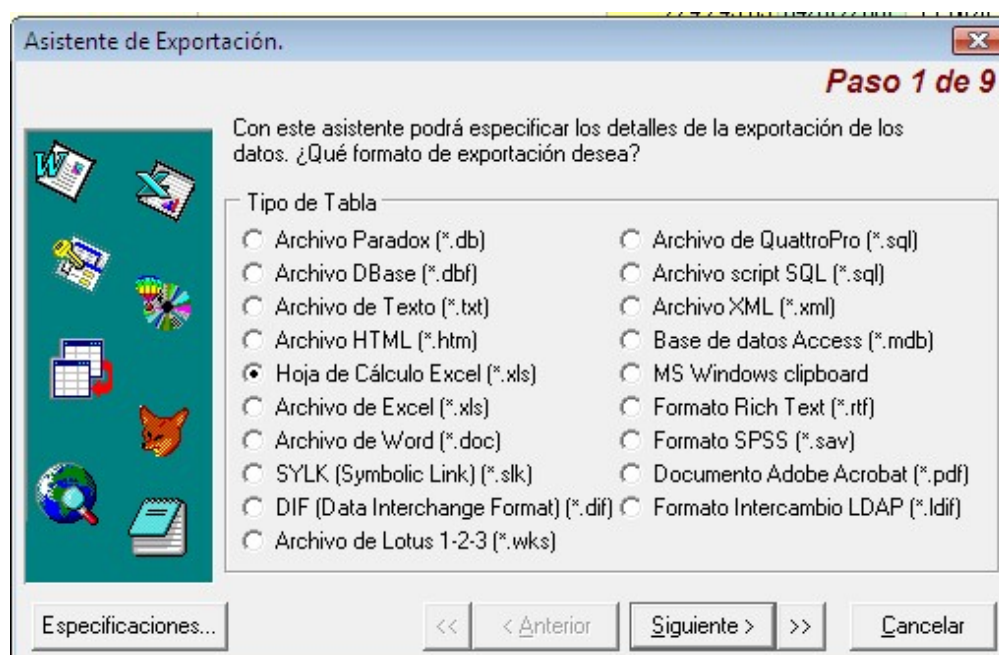 Asistente de Exportación.
Paso 1 de 9
Con este asistente podrá especificar los detalles de la exportación de los
datos. ¿Qué formato de exportación desea?
Tipo de Tabla
Archivo Paradox (*.db)
Archivo DBase (*.dbf)
Archivo de Texto (*.txt)
Archivo HTML (*.htm)
Hoja de Cálculo Excel (*.xls)
Archivo de Excel (*.xls)
Archivo de Word (*.doc)
SYLK (Symbolic Link) (*.slk)
DIF (Data Interchange Format) (*.dif)
Archivo de Lotus 1-2-3 (*.wks)
Archivo de QuattroPro (*.sql)
Archivo script SQL (*.sql)
Archivo XML (*.xml)
Base de datos Access (*.mdb)
MS Windows clipboard
Formato Rich Text (*.rtf)
Formato SPSS (*.sav)
Documento Adobe Acrobat (*.pdf)
Formato Intercambio LDAP (*.ldif)
Especificaciones...
<<
< Anterior
Siguiente >
>>
Cancelar